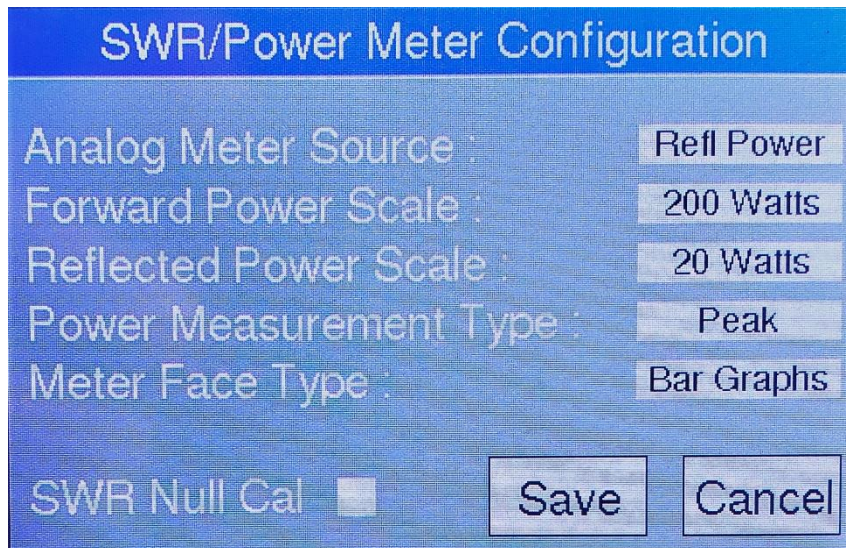 SWR/Power Meter Configuration
Analog Meter Source : Refl Power
Forward Power Scale : 200 Watts
Reflected Power Scale : 20 Watts
Power Measurement Type : Peak
Meter Face Type : Bar Graphs
SWR Null Cal Save Cancel